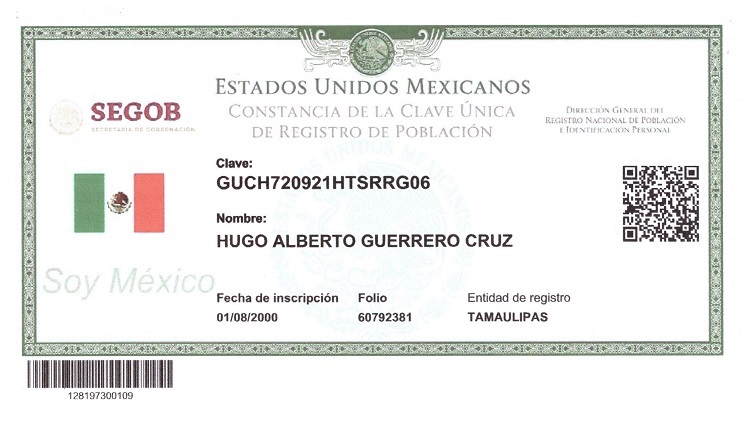 ESTADOS UNIDOS MEXICANOS
CONSTANCIA DE LA CLAVE ÚNICA
DE REGISTRO DE POBLACIÓN
SEGOB
SECRETARÍA DE GOBERNACIÓN
DIRECCIÓN GENERAL DEL
REGISTRO NACIONAL DE POBLACIÓN
E IDENTIFICACIÓN PERSONAL
Clave:
GUCH720921HTSRRG06
Nombre:
HUGO ALBERTO GUERRERO CRUZ
Soy México
Fecha de inscripción Folio Entidad de registro
01/08/2000 60792381 TAMAULIPAS
128197300109